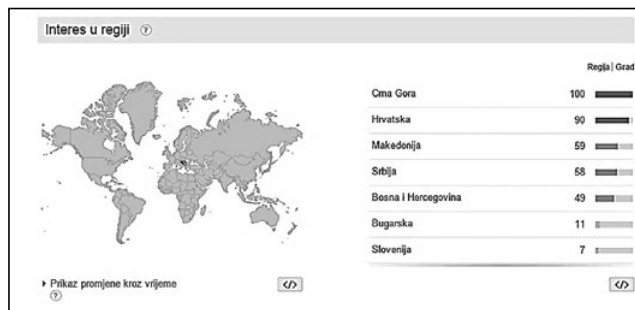 Interes u regiji ?
Regija | Grad
Crna Gora 100
Hrvatska 90
Makedonija 59
Srbija 58
Bosna i Hercegovina 49
Bugarska 11
Slovenija 7
Prikaz promjene kroz vrijeme
?
</>
</>